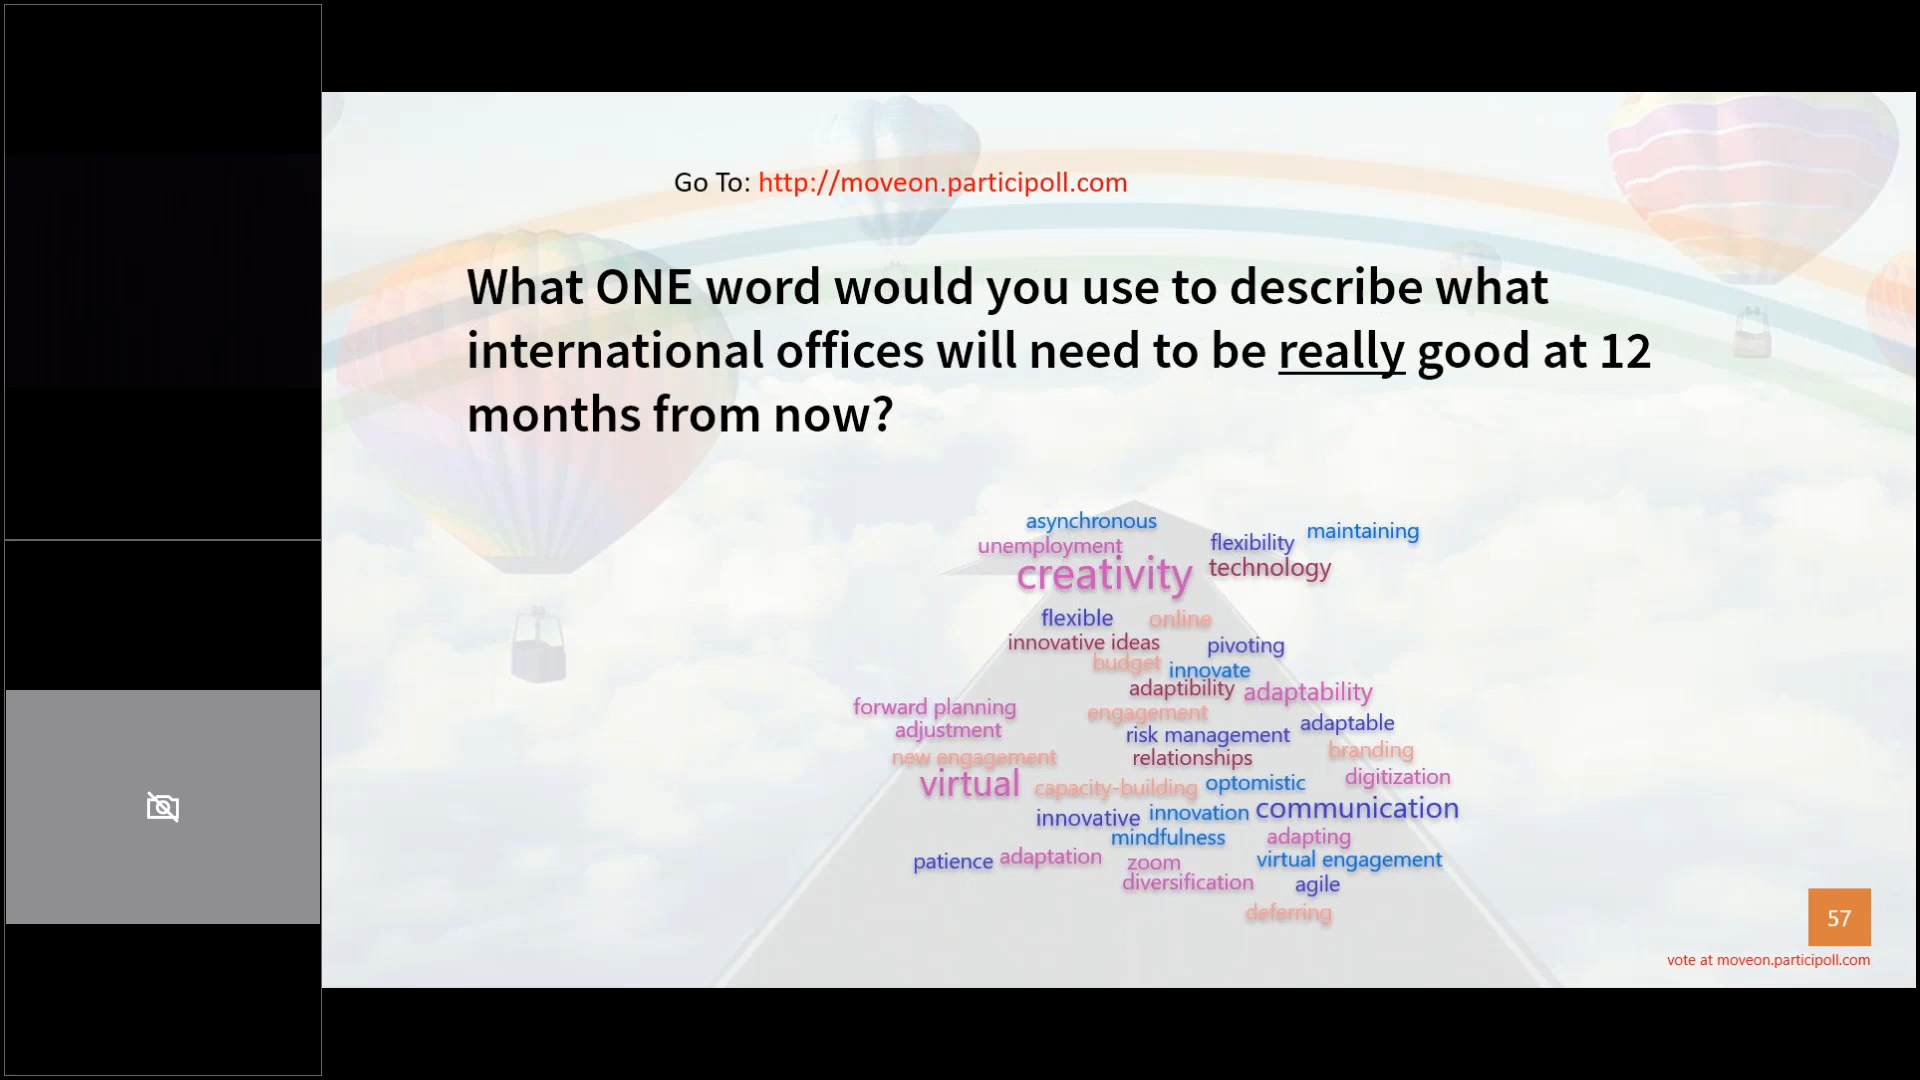 Go To: http://moveon.participoll.com
What ONE word would you use to describe what
international offices will need to be really good at 12
months from now?
asynchronous
maintaining
unemployment
flexibility
creativity
technology
flexible
online
innovative ideas
pivoting
budget
innovate
adaptibility
adaptability
forward planning
engagement
adaptable
adjustment
risk management
branding
new engagement
relationships
digitization
virtual
capacity-building
optomistic
communication
innovative
innovation
mindfulness
adapting
patience
adaptation
zoom
virtual engagement
diversification
agile
deferring
57
vote at moveon.participoll.com